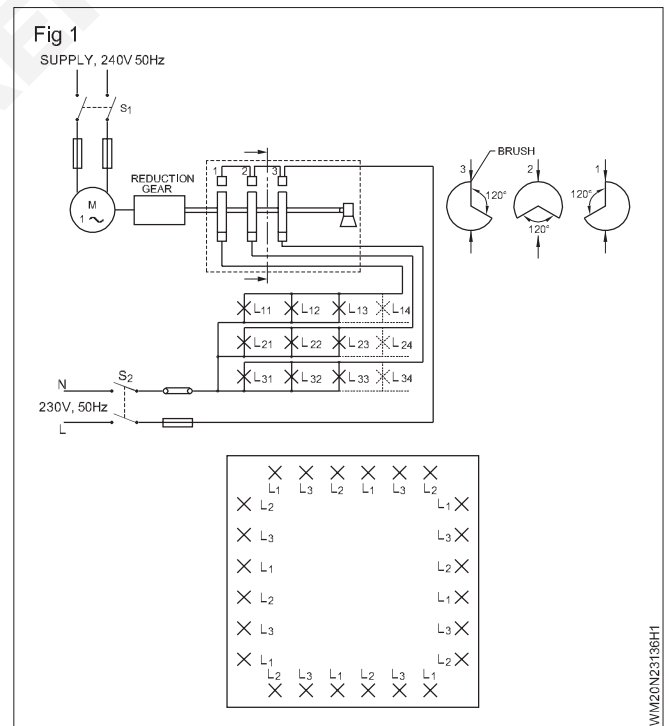 Fig 1
SUPPLY, 240V 50Hz
S1
REDUCTION
GEAR
M
1 ~
1 2 3
3 BRUSH 2 1
120° 120° 120°
L11 L12 L13 L14
L21 L22 L23 L24
L31 L32 L33 L34
N S2
230V, 50Hz
L
L1 L3 L2 L1 L3 L2
L2 L1
L3 L3
L1 L2
L2 L1
L3 L3
L1 L2
L2 L3 L1 L2 L3 L1
WM20N23136H1